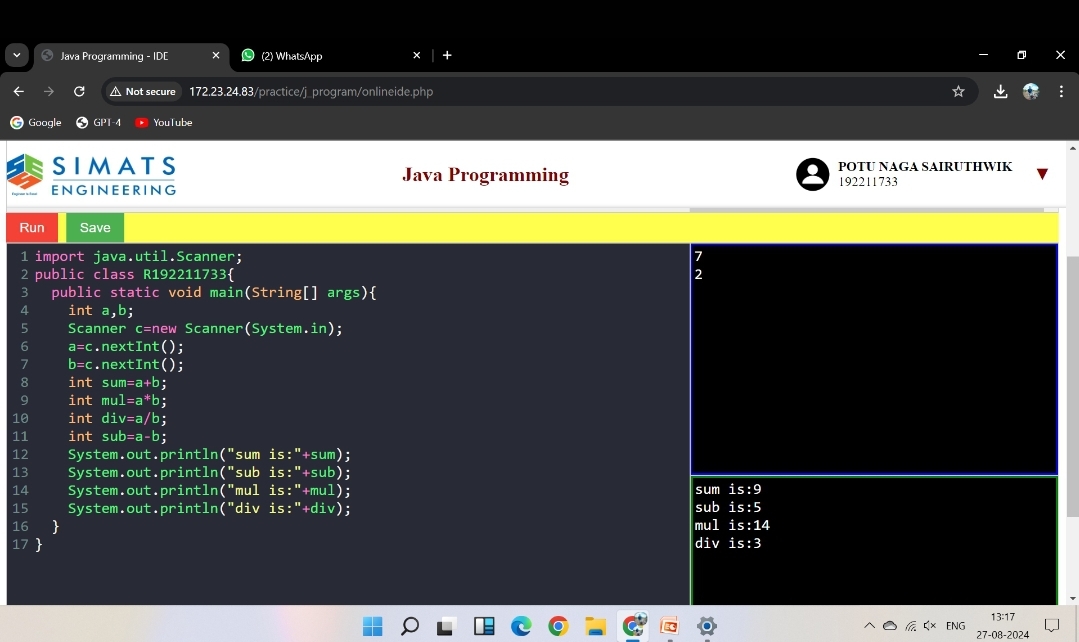 Java Programming - IDE
(2) WhatsApp
Not secure
172.23.24.83/practice/j_program/onlineide.php
Google
GPT-4
YouTube
SIMATS
ENGINEERING
Java Programming
POTU NAGA SAIRUTHWIK
192211733
Run
Save
1 import java.util.Scanner;
2 public class R192211733{
3   public static void main(String[] args){
4     int a,b;
5     Scanner c=new Scanner(System.in);
6     a=c.nextInt();
7     b=c.nextInt();
8     int sum=a+b;
9     int mul=a*b;
10     int div=a/b;
11     int sub=a-b;
12     System.out.println("sum is:"+sum);
13     System.out.println("sub is:"+sub);
14     System.out.println("mul is:"+mul);
15     System.out.println("div is:"+div);
16   }
17 }
7
2
sum is:9
sub is:5
mul is:14
div is:3
ENG
13:17
27-08-2024